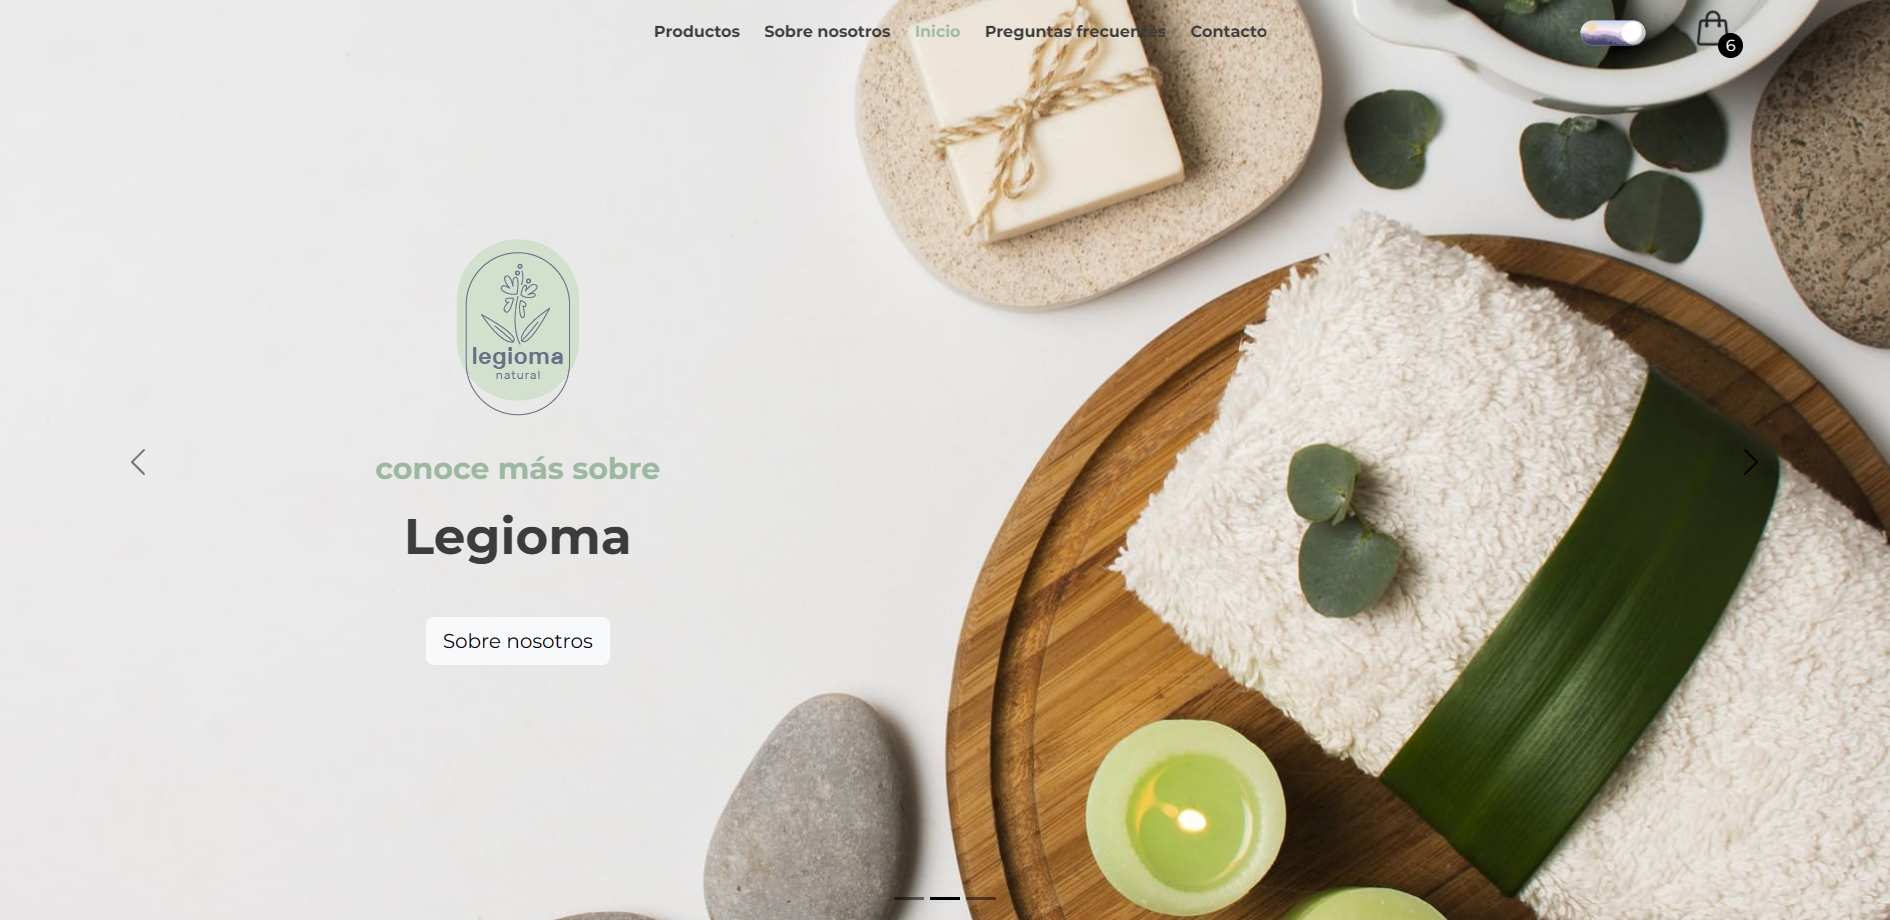 Productos Sobre nosotros Inicio Preguntas frecuentes Contacto
6
legioma
natural
conoce más sobre
Legioma
Sobre nosotros